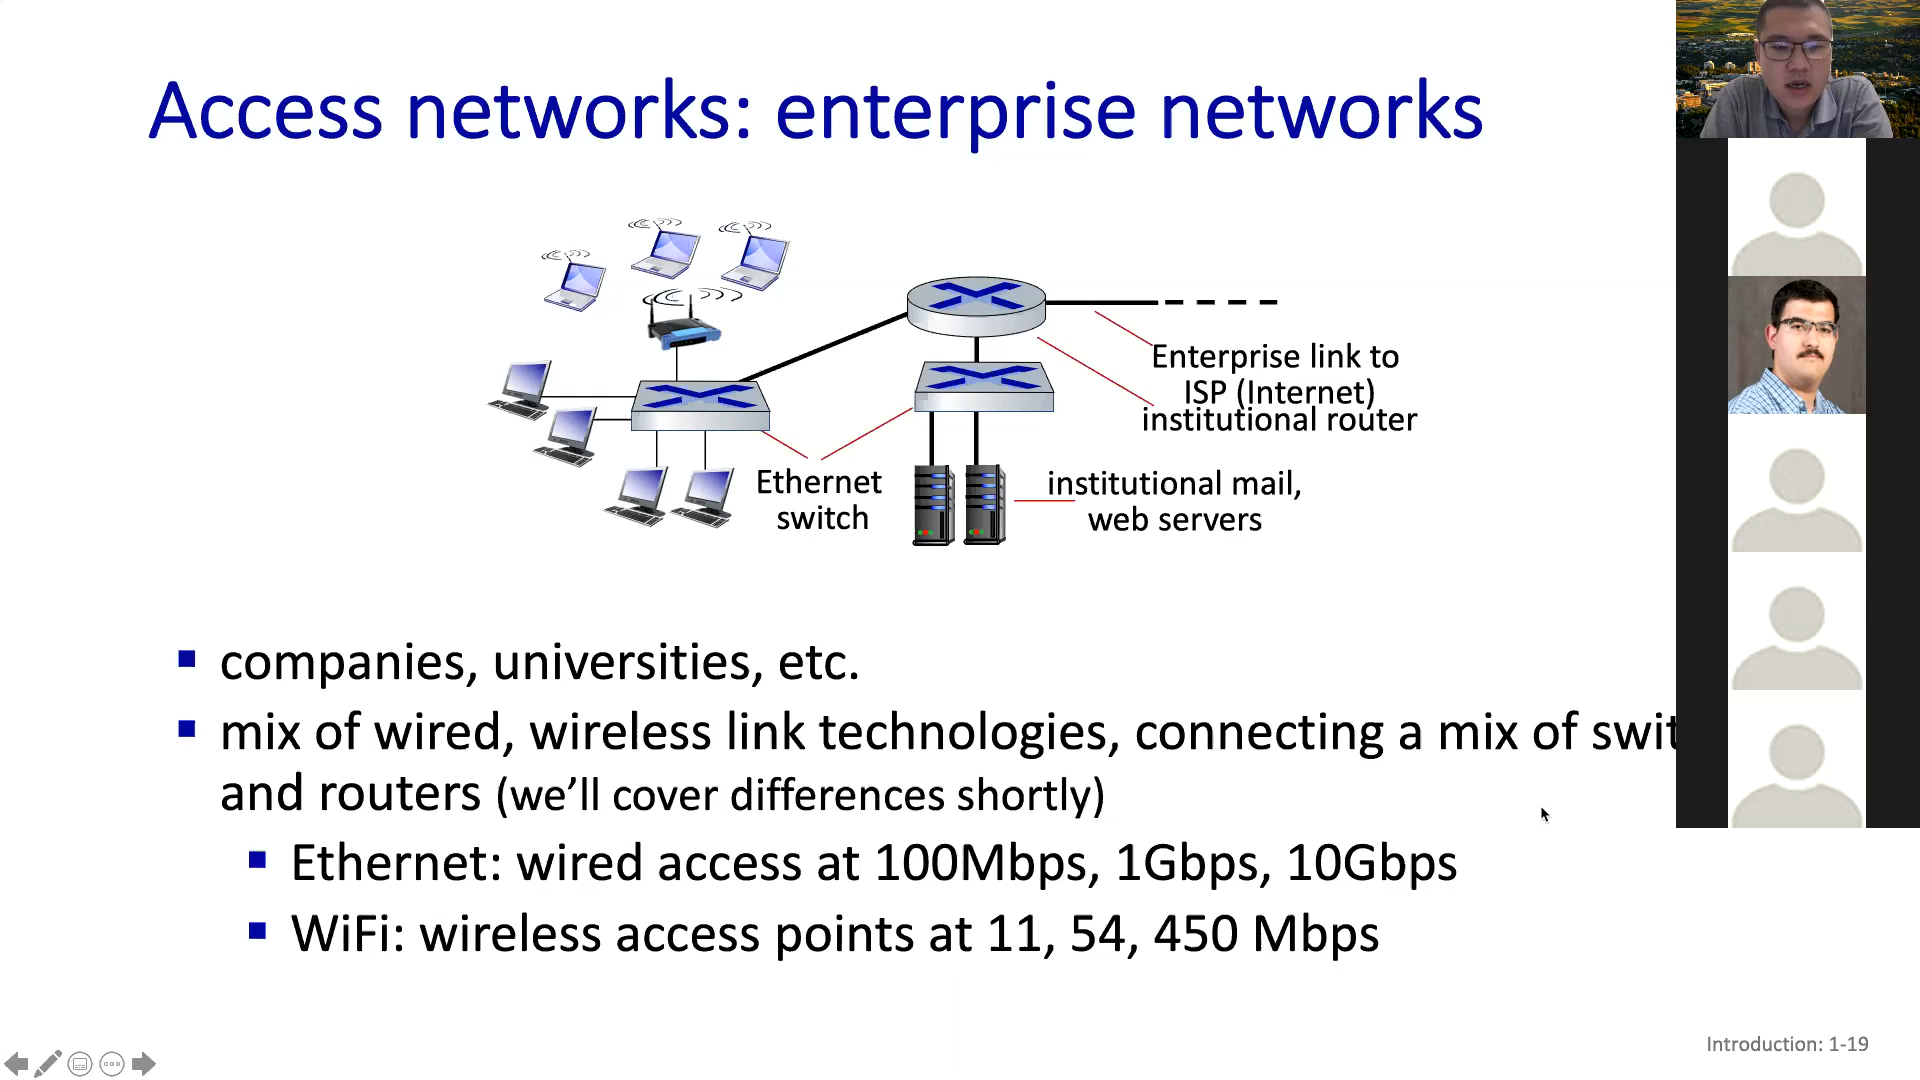 Access networks: enterprise networks
Enterprise link to
ISP (Internet)
institutional router
Ethernet
switch
institutional mail,
web servers
companies, universities, etc.
mix of wired, wireless link technologies, connecting a mix of swit
and routers (we’ll cover differences shortly)
Ethernet: wired access at 100Mbps, 1Gbps, 10Gbps
WiFi: wireless access points at 11, 54, 450 Mbps
Introduction: 1-19